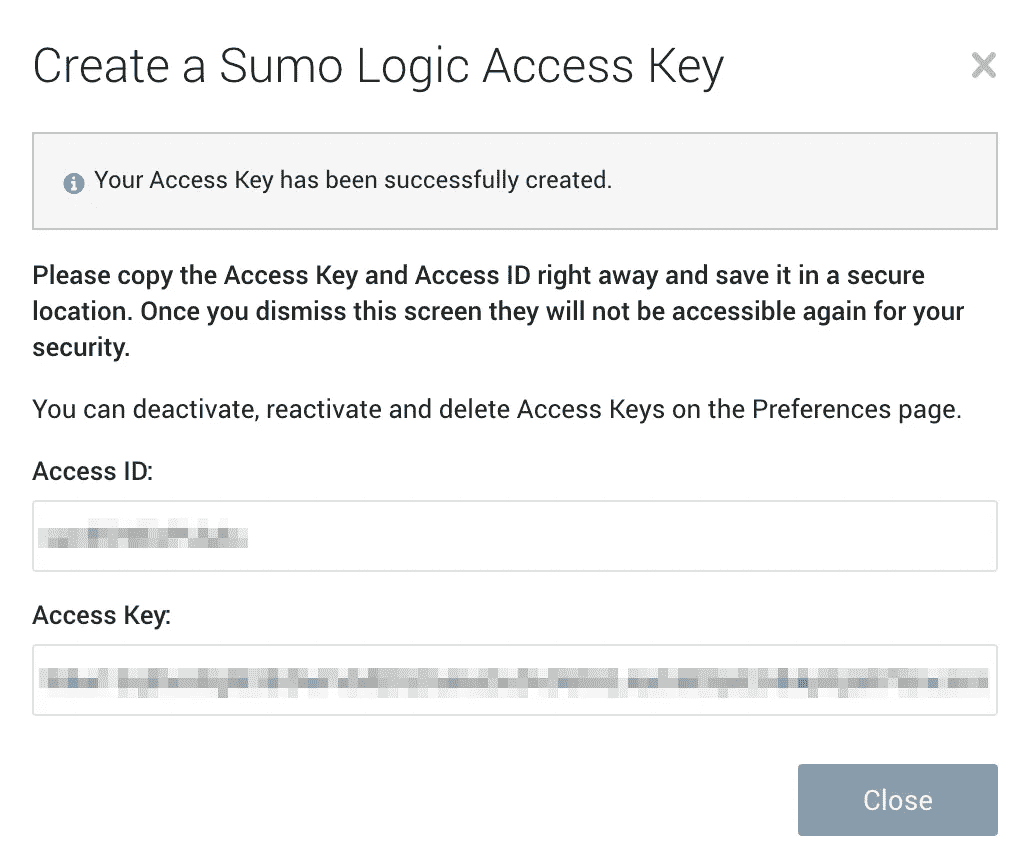 Create a Sumo Logic Access Key
Your Access Key has been successfully created.
Please copy the Access Key and Access ID right away and save it in a secure
location. Once you dismiss this screen they will not be accessible again for your
security.
You can deactivate, reactivate and delete Access Keys on the Preferences page.
Access ID:
Access Key:
Close